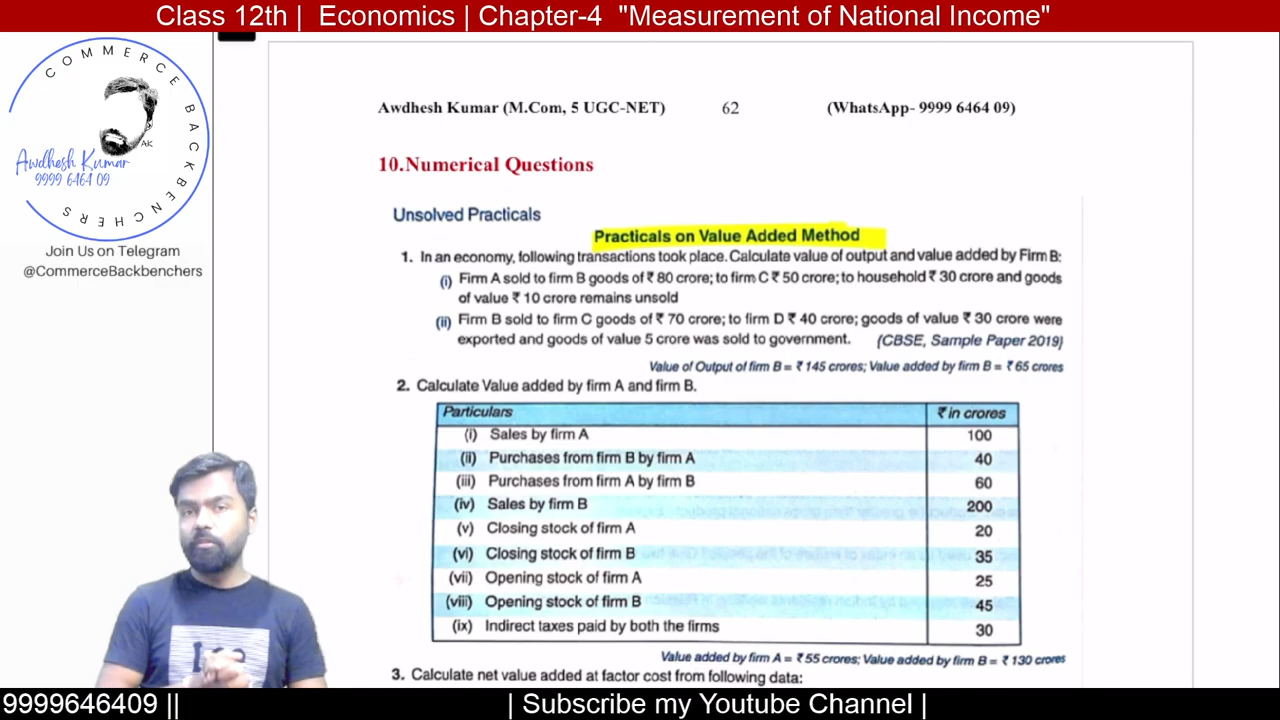 Class 12th | Economics | Chapter-4 "Measurement of National Income"
COMMERCE BACKBENCHERS
AK
Awdhesh Kumar
9999 6464 09
Join Us on Telegram
@CommerceBackbenchers
Awdhesh Kumar (M.Com, 5 UGC-NET) 62 (WhatsApp- 9999 6464 09)
10.Numerical Questions
Unsolved Practicals
Practicals on Value Added Method
1. In an economy, following transactions took place. Calculate value of output and value added by Firm B:
(i) Firm A sold to firm B goods of ₹ 80 crore; to firm C ₹ 50 crore; to household ₹ 30 crore and goods
of value ₹ 10 crore remains unsold
(ii) Firm B sold to firm C goods of ₹ 70 crore; to firm D ₹ 40 crore; goods of value ₹ 30 crore were
exported and goods of value 5 crore was sold to government. (CBSE, Sample Paper 2019)
Value of Output of firm B = ₹ 145 crores; Value added by firm B = ₹ 65 crores
2. Calculate Value added by firm A and firm B.
Particulars ₹ in crores
(i) Sales by firm A 100
(ii) Purchases from firm B by firm A 40
(iii) Purchases from firm A by firm B 60
(iv) Sales by firm B 200
(v) Closing stock of firm A 20
(vi) Closing stock of firm B 35
(vii) Opening stock of firm A 25
(viii) Opening stock of firm B 45
(ix) Indirect taxes paid by both the firms 30
Value added by firm A = ₹ 55 crores; Value added by firm B = ₹ 130 crores
3. Calculate net value added at factor cost from following data:
9999646409 || | Subscribe my Youtube Channel |